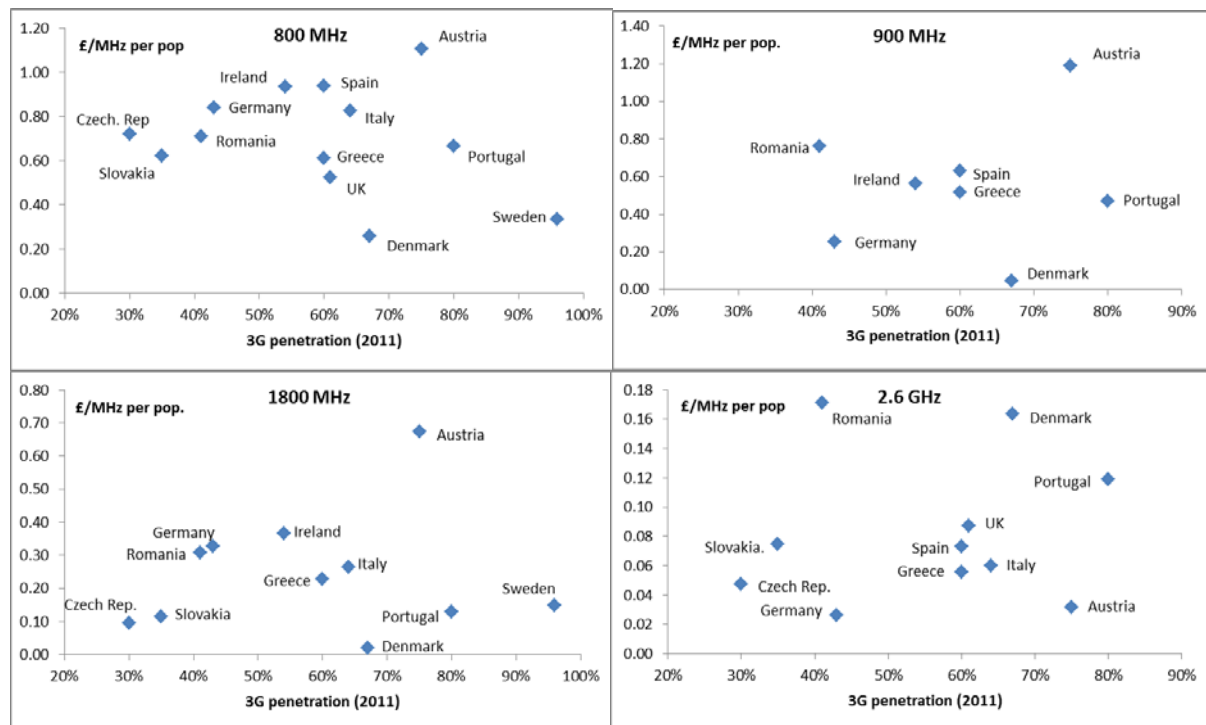 800 MHz
£/MHz per pop
1.20
1.00
0.80
0.60
0.40
0.20
0.00
Austria
Ireland
Spain
Germany
Italy
Czech. Rep
Romania
Greece
Portugal
Slovakia
UK
Sweden
Denmark
20% 30% 40% 50% 60% 70% 80% 90% 100%
3G penetration (2011)
900 MHz
£/MHz per pop.
1.40
1.20
1.00
0.80
0.60
0.40
0.20
0.00
Austria
Romania
Ireland
Spain
Greece
Portugal
Germany
Denmark
20% 30% 40% 50% 60% 70% 80% 90%
3G penetration (2011)
1800 MHz
£/MHz per pop.
0.80
0.70
0.60
0.50
0.40
0.30
0.20
0.10
0.00
Austria
Germany
Ireland
Romania
Greece
Italy
Czech Rep.
Slovakia
Sweden
Portugal
Denmark
20% 30% 40% 50% 60% 70% 80% 90% 100%
3G penetration (2011)
2.6 GHz
£/MHz per pop
0.18
0.16
0.14
0.12
0.10
0.08
0.06
0.04
0.02
0.00
Romania
Denmark
Portugal
UK
Slovakia.
Spain
Greece
Italy
Czech Rep.
Germany
Austria
20% 30% 40% 50% 60% 70% 80% 90%
3G penetration (2011)